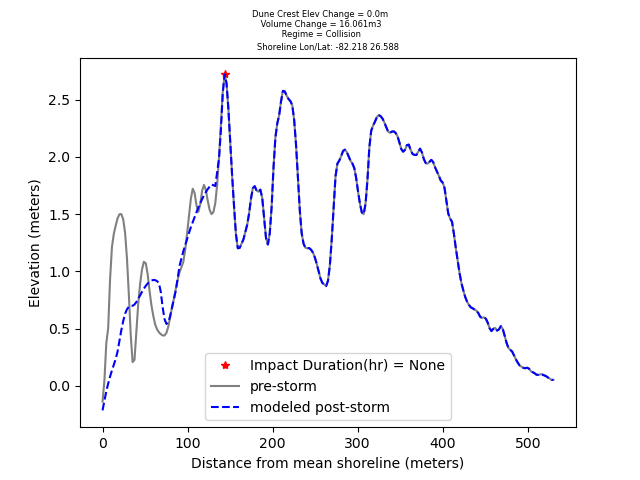 Dune Crest Elev Change = 0.0m
Volume Change = 16.061m3
Regime = Collision
Shoreline Lon/Lat: -82.218 26.588
2.5
2.0
1.5
1.0
0.5
0.0
Elevation (meters)
Impact Duration(hr) = None
pre-storm
modeled post-storm
0 100 200 300 400 500
Distance from mean shoreline (meters)